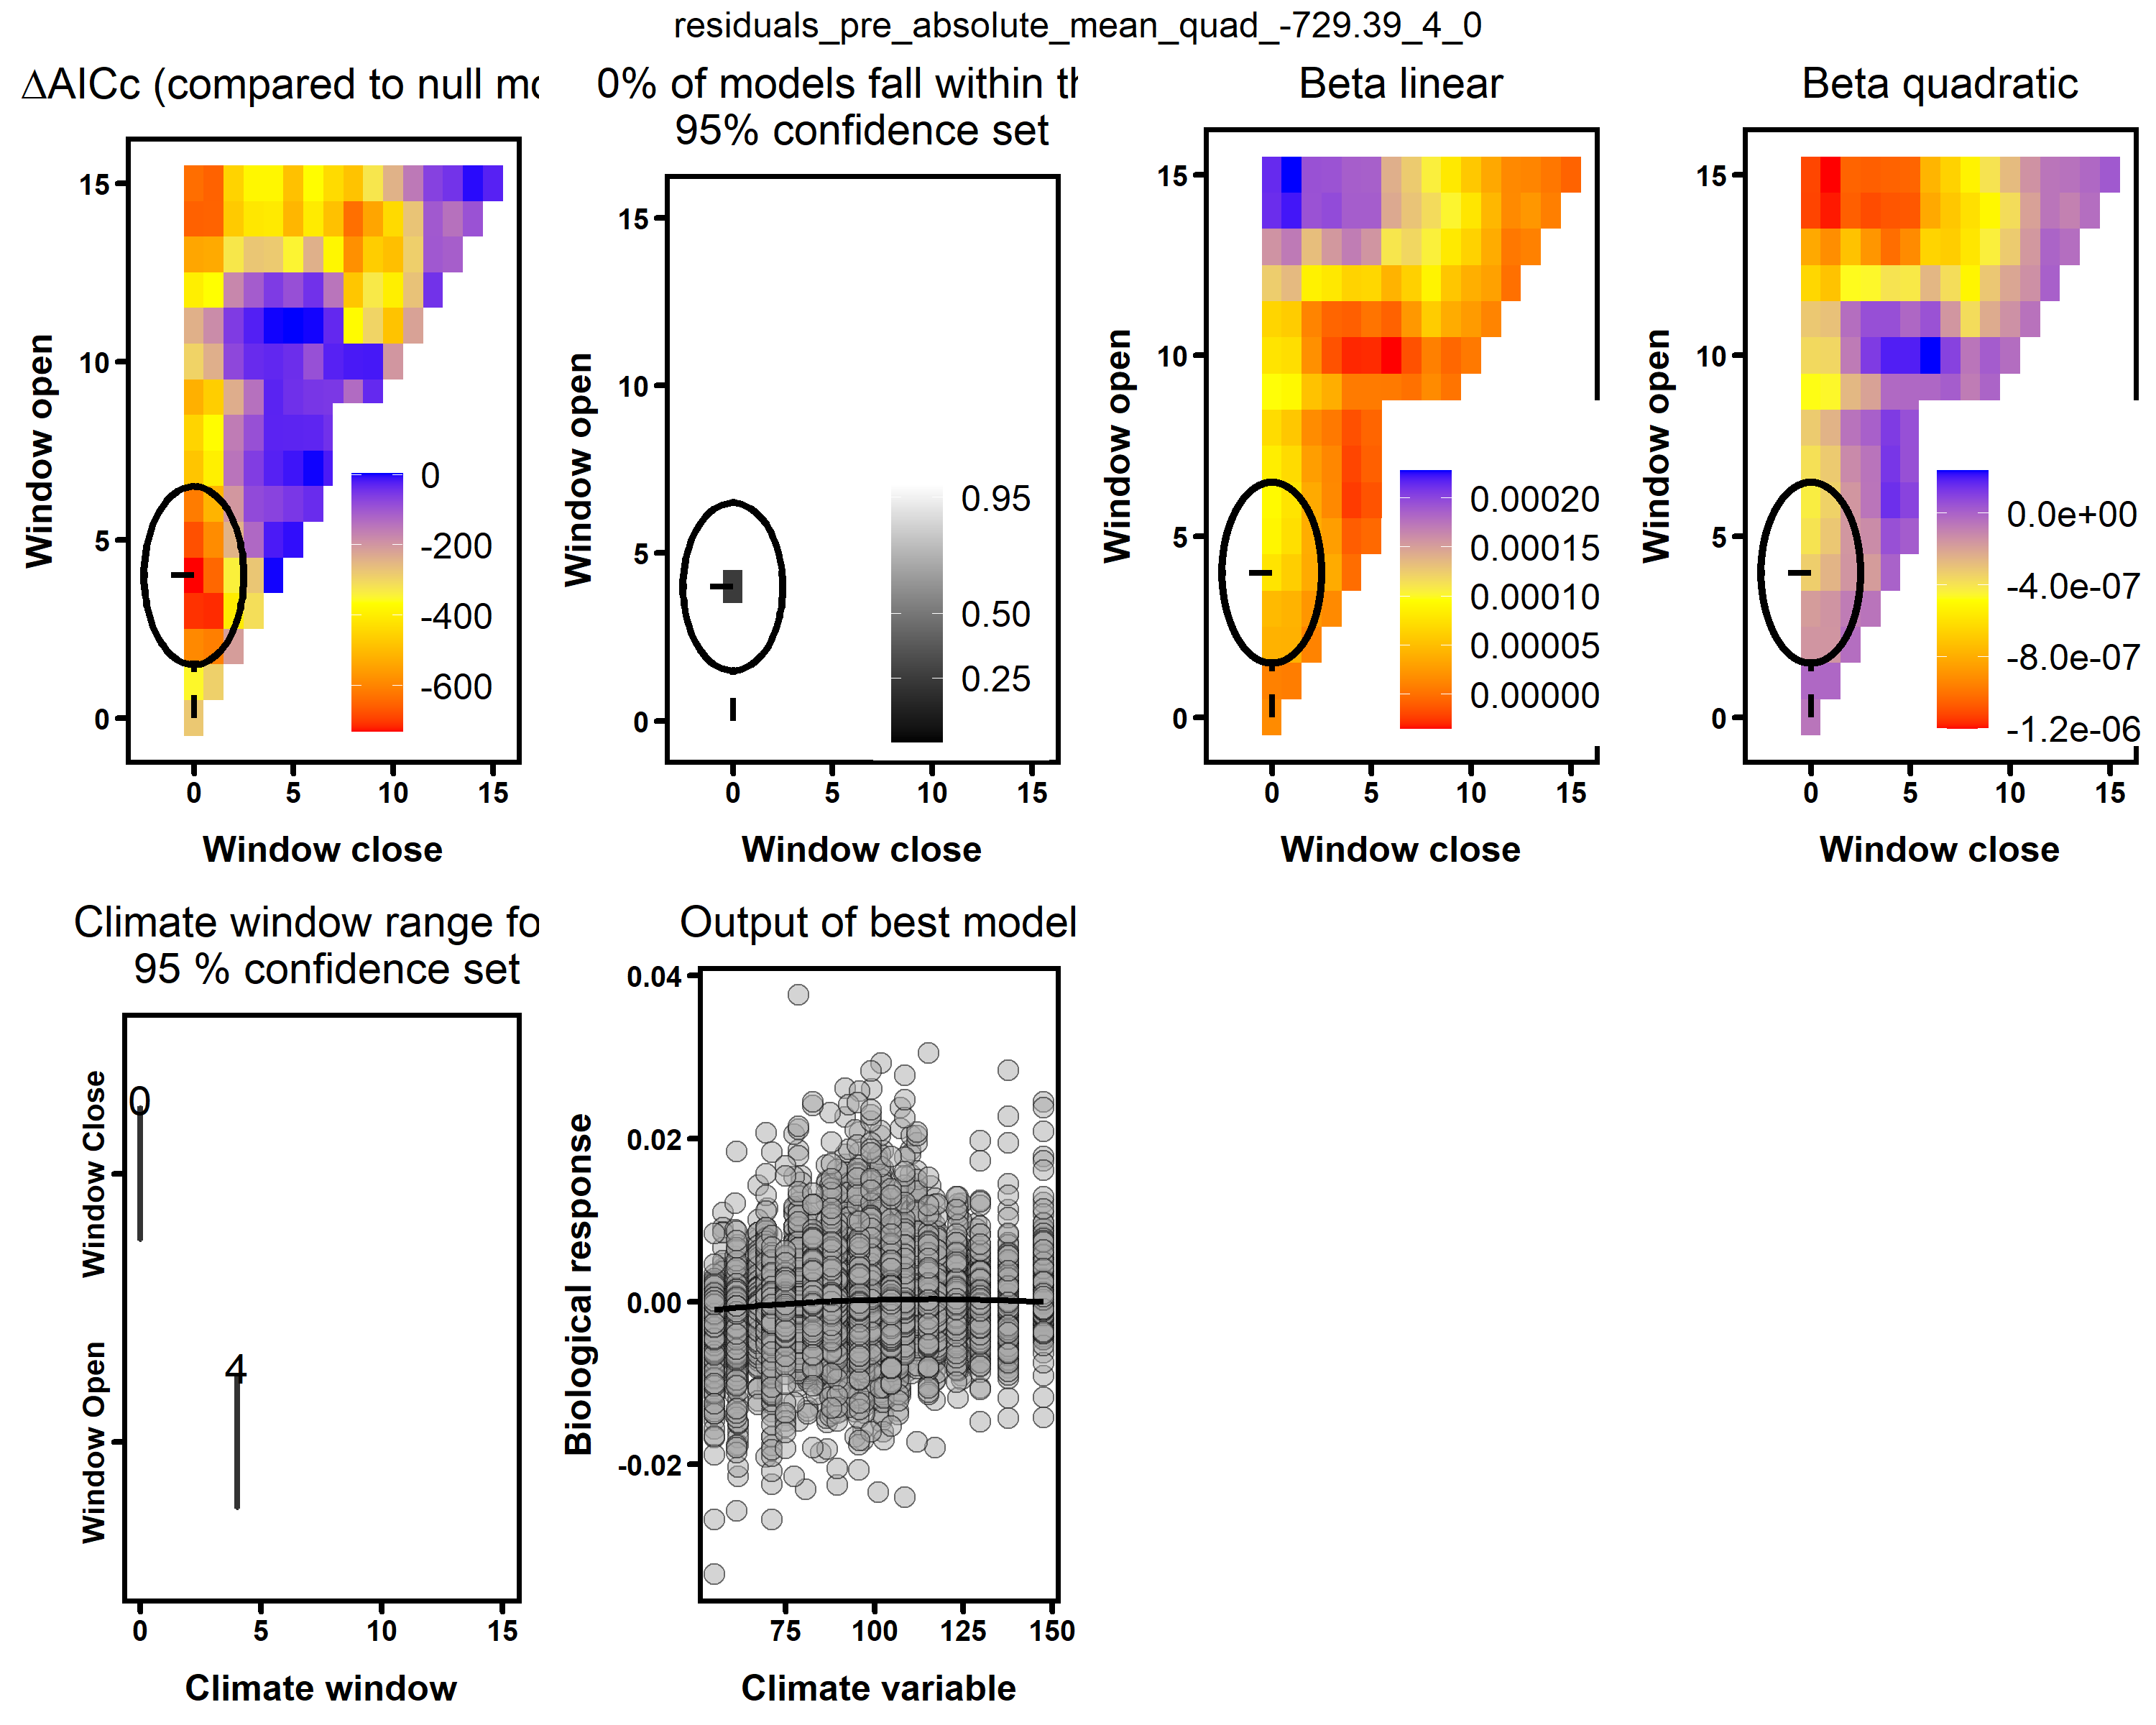 residuals_pre_absolute_mean_quad_-729.39_4_0
ΔAICc (compared to null mo
15
10
5
0
0
5
10
15
Window open
Window close
0
-200
-400
-600
0% of models fall within th
95% confidence set
15
10
5
0
0
5
10
15
Window open
Window close
0.95
0.50
0.25
Beta linear
15
10
5
0
0
5
10
15
Window open
Window close
0.00020
0.00015
0.00010
0.00005
0.00000
Beta quadratic
15
10
5
0
0
5
10
15
Window open
Window close
0.0e+00
-4.0e-07
-8.0e-07
-1.2e-06
Climate window range fo
95 % confidence set
Window Close
Window Open
0
4
0
5
10
15
Climate window
Output of best model
0.04
0.02
0.00
-0.02
Biological response
75
100
125
150
Climate variable